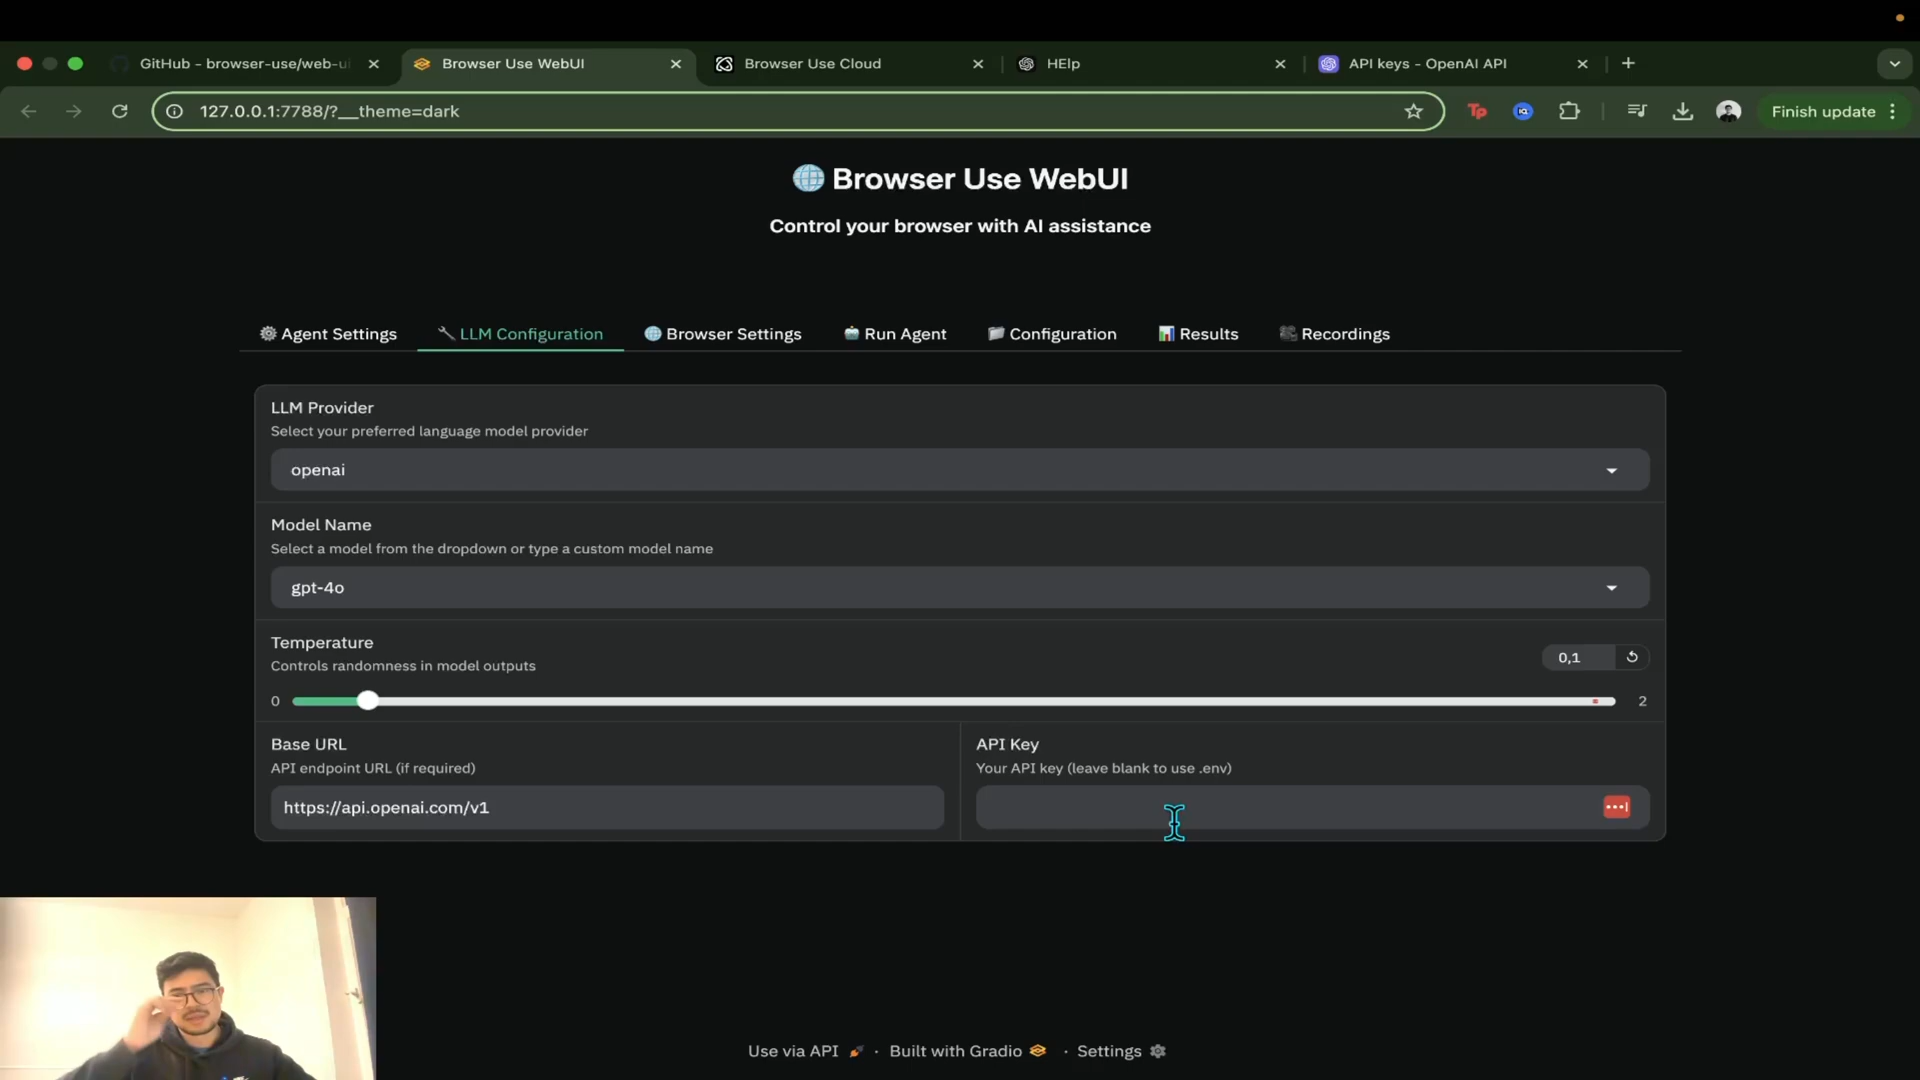 GitHub - browser-use/web-u
Browser Use WebUI
Browser Use Cloud
HElp
API keys - OpenAI API
127.0.0.1:7788/?__theme=dark
Tp
Finish update
Browser Use WebUI
Control your browser with AI assistance
Agent Settings
LLM Configuration
Browser Settings
Run Agent
Configuration
Results
Recordings
LLM Provider
Select your preferred language model provider
openai
Model Name
Select a model from the dropdown or type a custom model name
gpt-4o
Temperature
Controls randomness in model outputs
0,1
0
2
Base URL
API endpoint URL (if required)
https://api.openai.com/v1
API Key
Your API key (leave blank to use .env)
Use via API · Built with Gradio · Settings